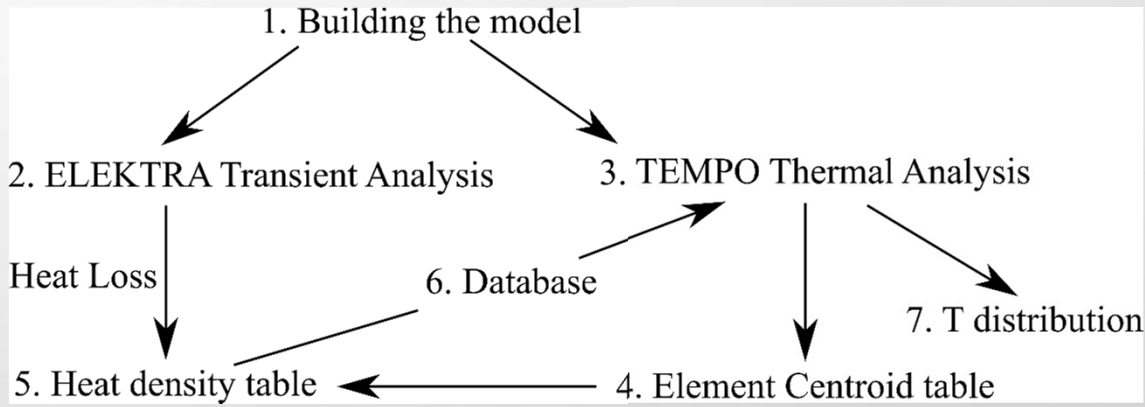 1. Building the model
2. ELEKTRA Transient Analysis
3. TEMPO Thermal Analysis
Heat Loss
6. Database
7. T distribution
5. Heat density table
4. Element Centroid table